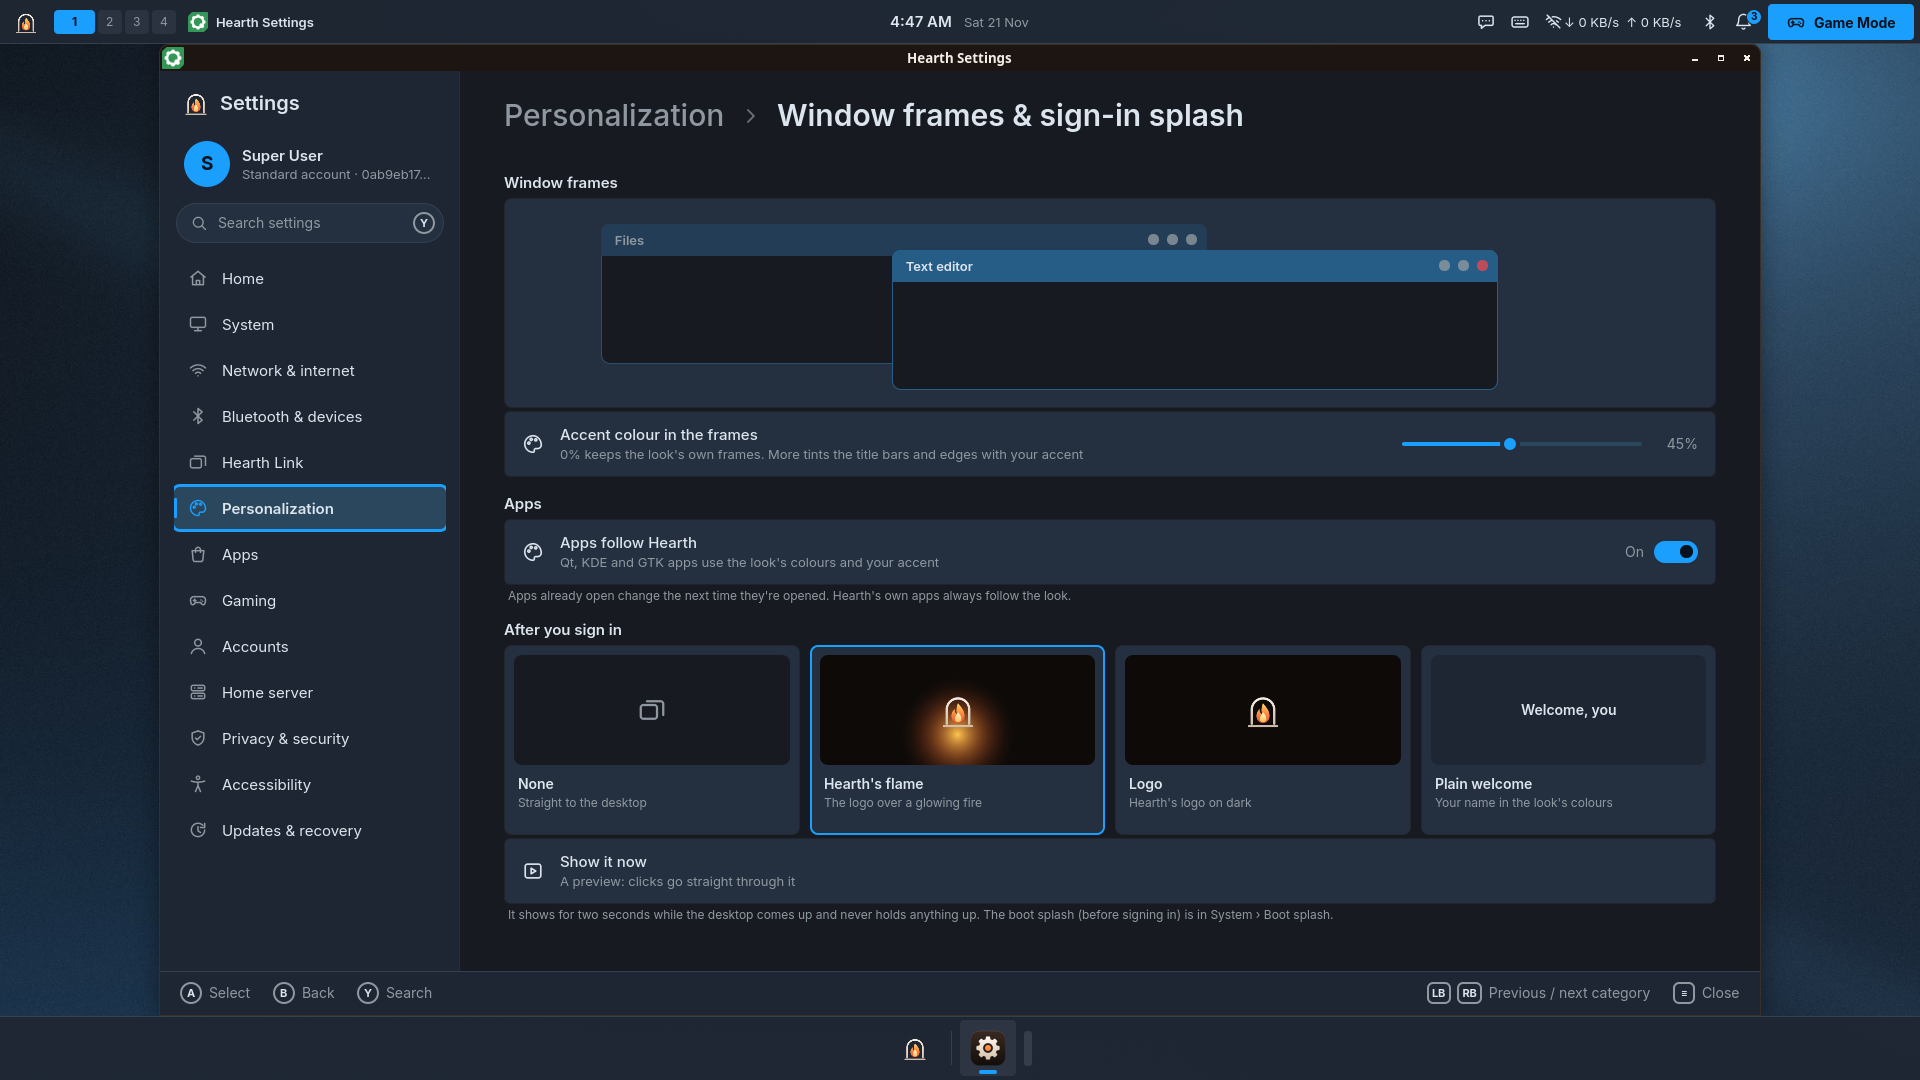 1 2 3 4 Hearth Settings
4:47 AM Sat 21 Nov
↓ 0 KB/s ↑ 0 KB/s
3
Game Mode
Hearth Settings
Settings
S
Super User
Standard account · 0ab9eb17...
Search settings Y
Home
System
Network & internet
Bluetooth & devices
Hearth Link
Personalization
Apps
Gaming
Accounts
Home server
Privacy & security
Accessibility
Updates & recovery
Personalization › Window frames & sign-in splash
Window frames
Files
Text editor
Accent colour in the frames
0% keeps the look's own frames. More tints the title bars and edges with your accent
45%
Apps
Apps follow Hearth
Qt, KDE and GTK apps use the look's colours and your accent
On
Apps already open change the next time they're opened. Hearth's own apps always follow the look.
After you sign in
None
Straight to the desktop
Hearth's flame
The logo over a glowing fire
Logo
Hearth's logo on dark
Welcome, you
Plain welcome
Your name in the look's colours
Show it now
A preview: clicks go straight through it
It shows for two seconds while the desktop comes up and never holds anything up. The boot splash (before signing in) is in System › Boot splash.
A Select B Back Y Search
LB RB Previous / next category ≡ Close